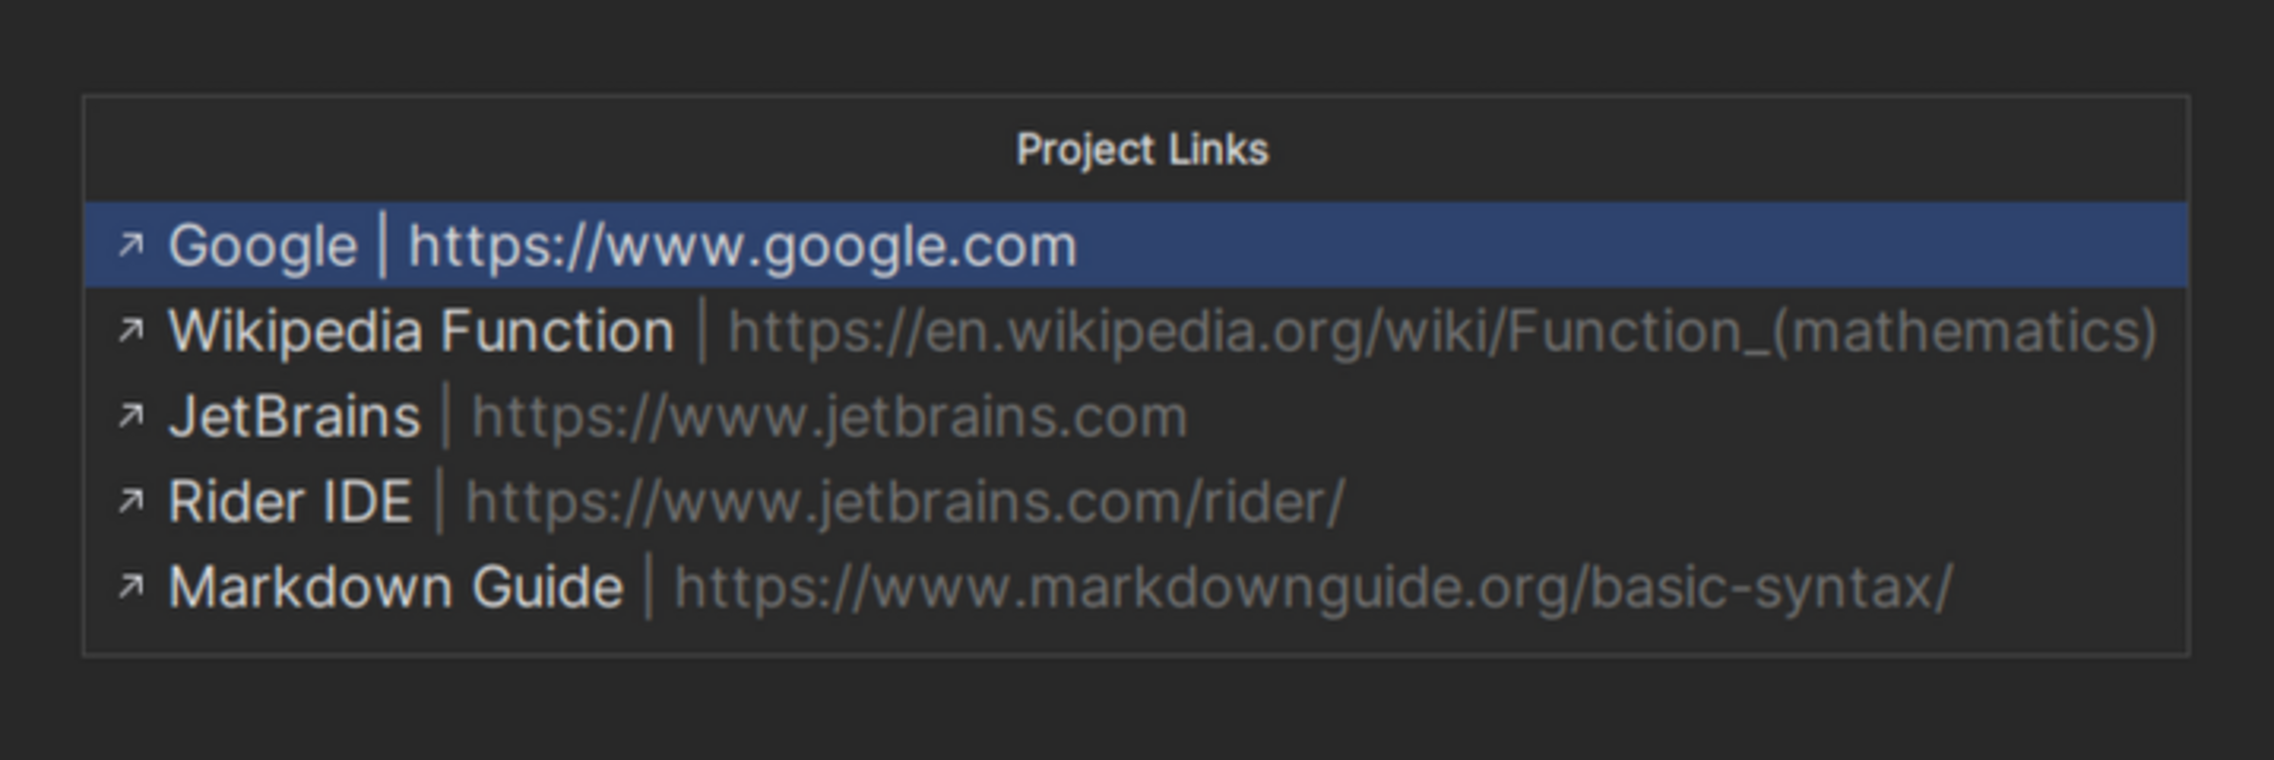 Project Links
Google | https://www.google.com
Wikipedia Function | https://en.wikipedia.org/wiki/Function_(mathematics)
JetBrains | https://www.jetbrains.com
Rider IDE | https://www.jetbrains.com/rider/
Markdown Guide | https://www.markdownguide.org/basic-syntax/